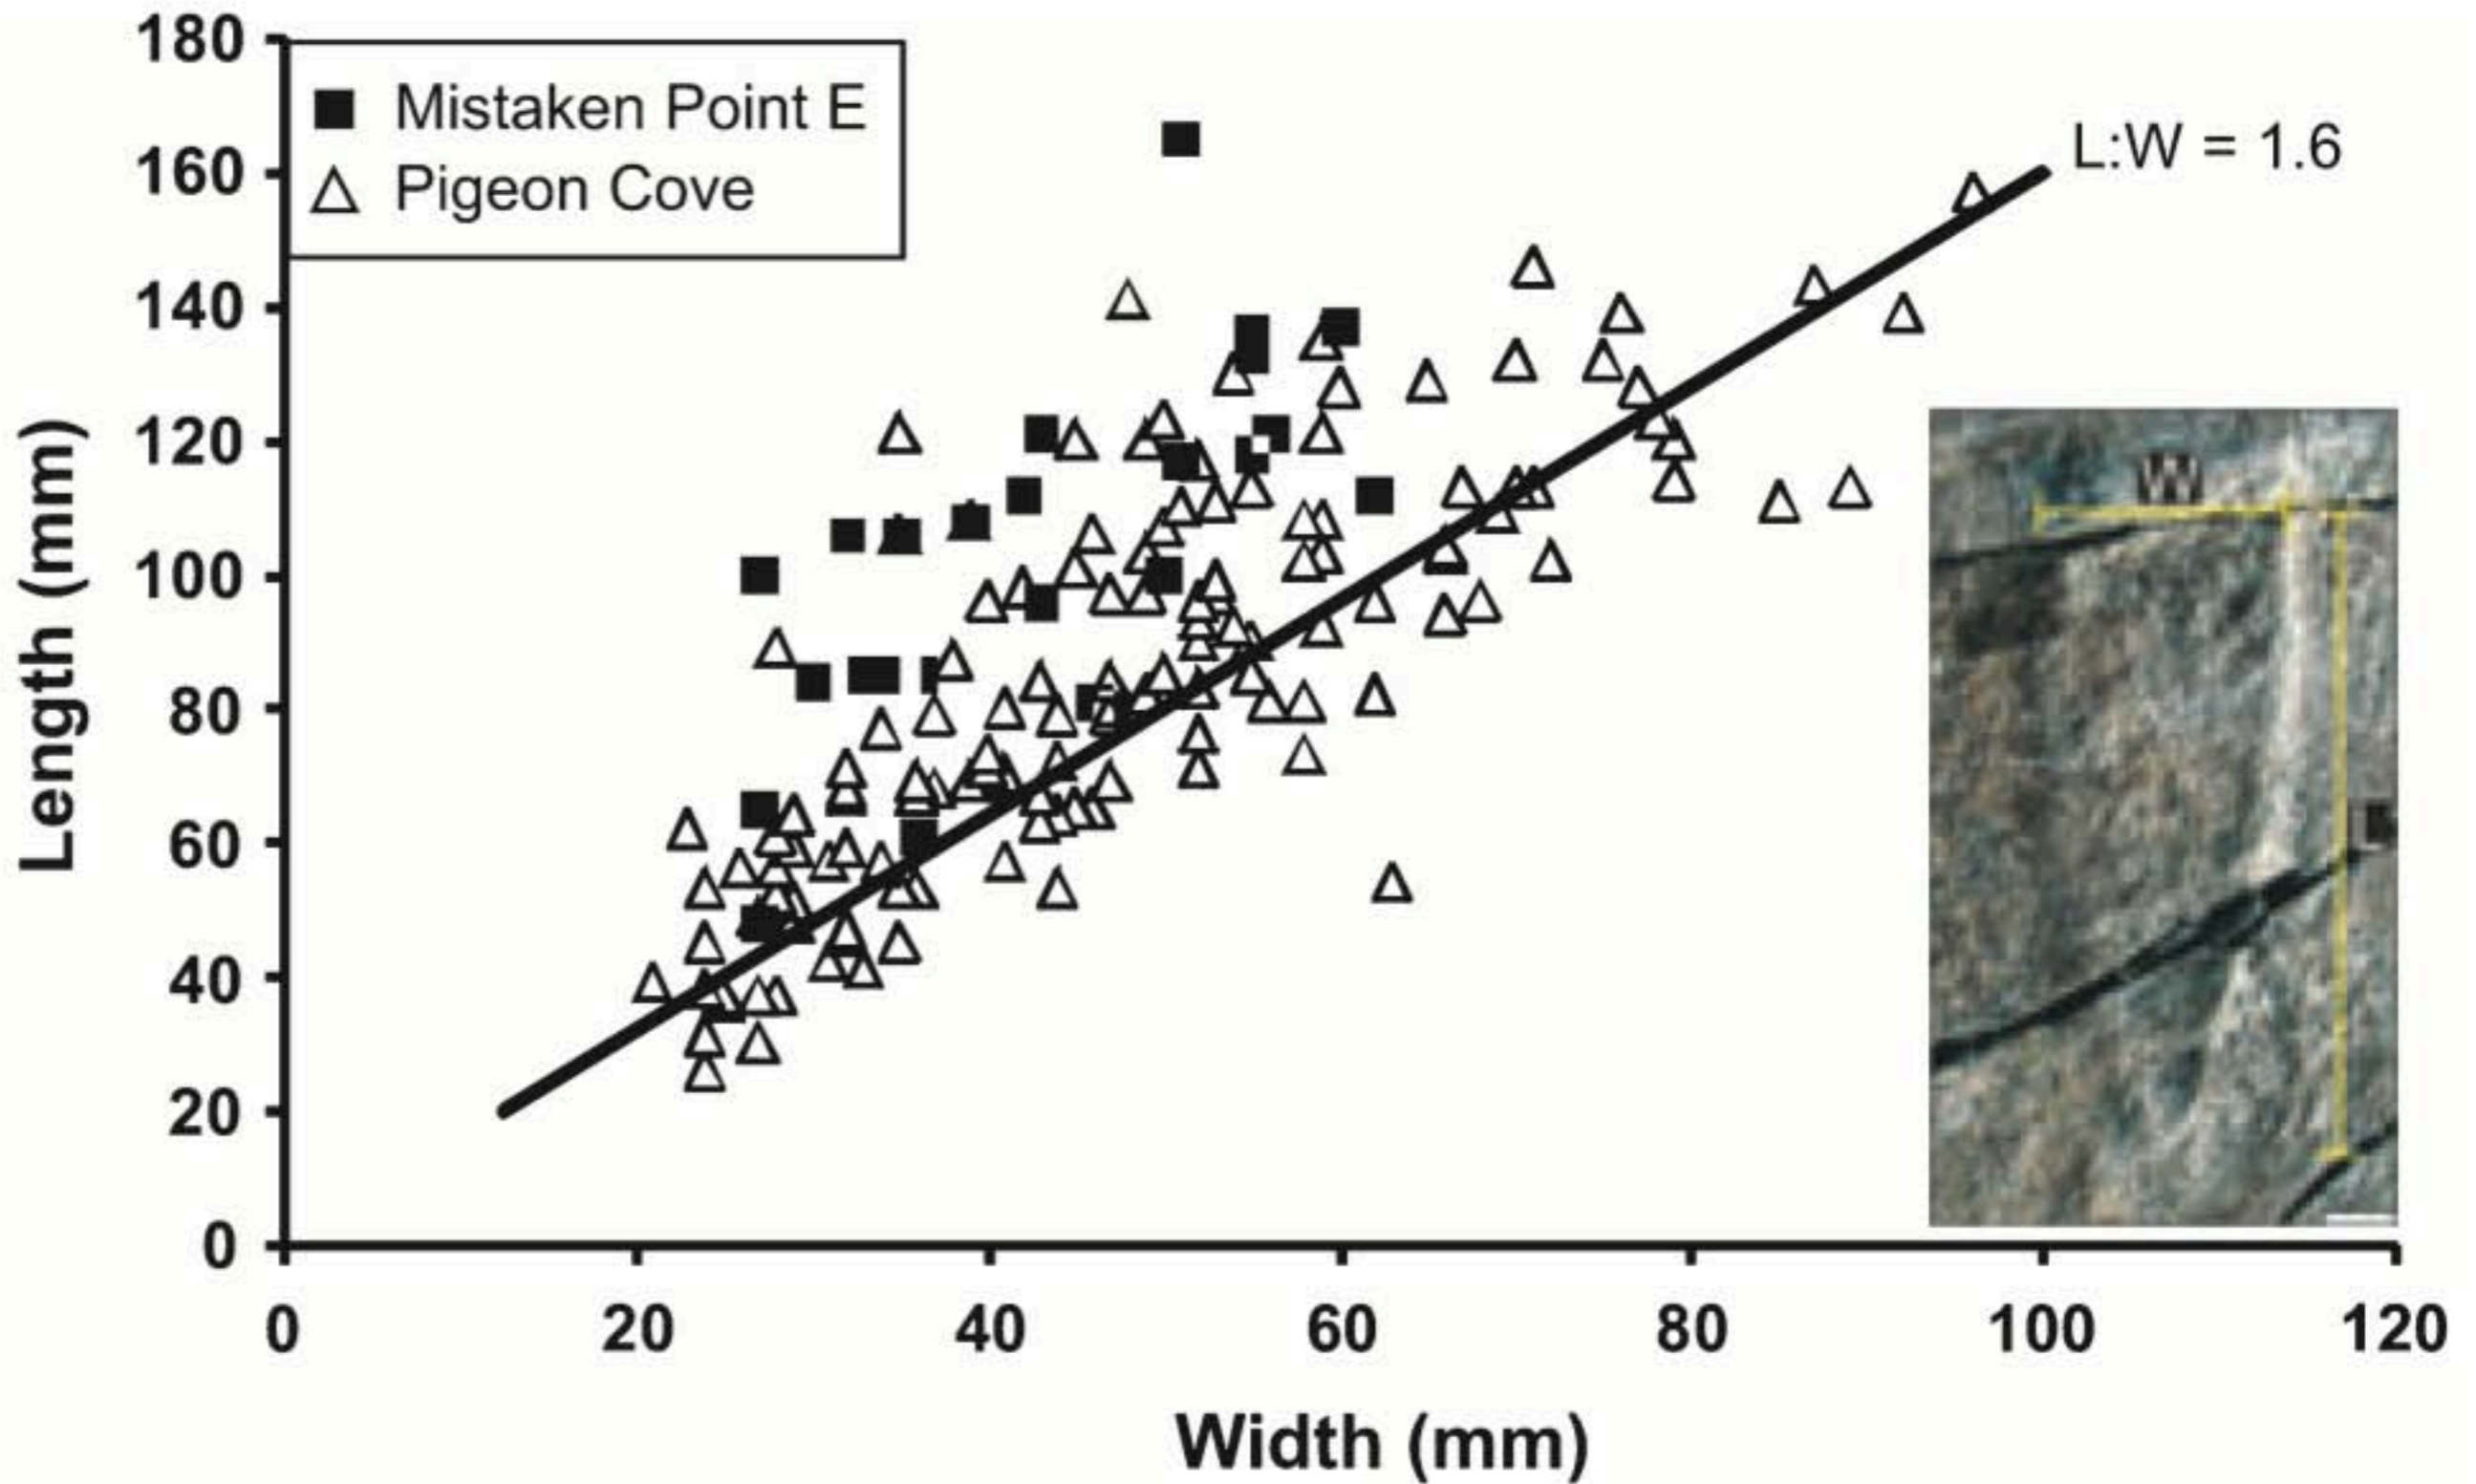 180
160
140
120
100
80
60
40
20
0
Length (mm)
Mistaken Point E
Pigeon Cove
L:W = 1.6
W
0 20 40 60 80 100 120
Width (mm)